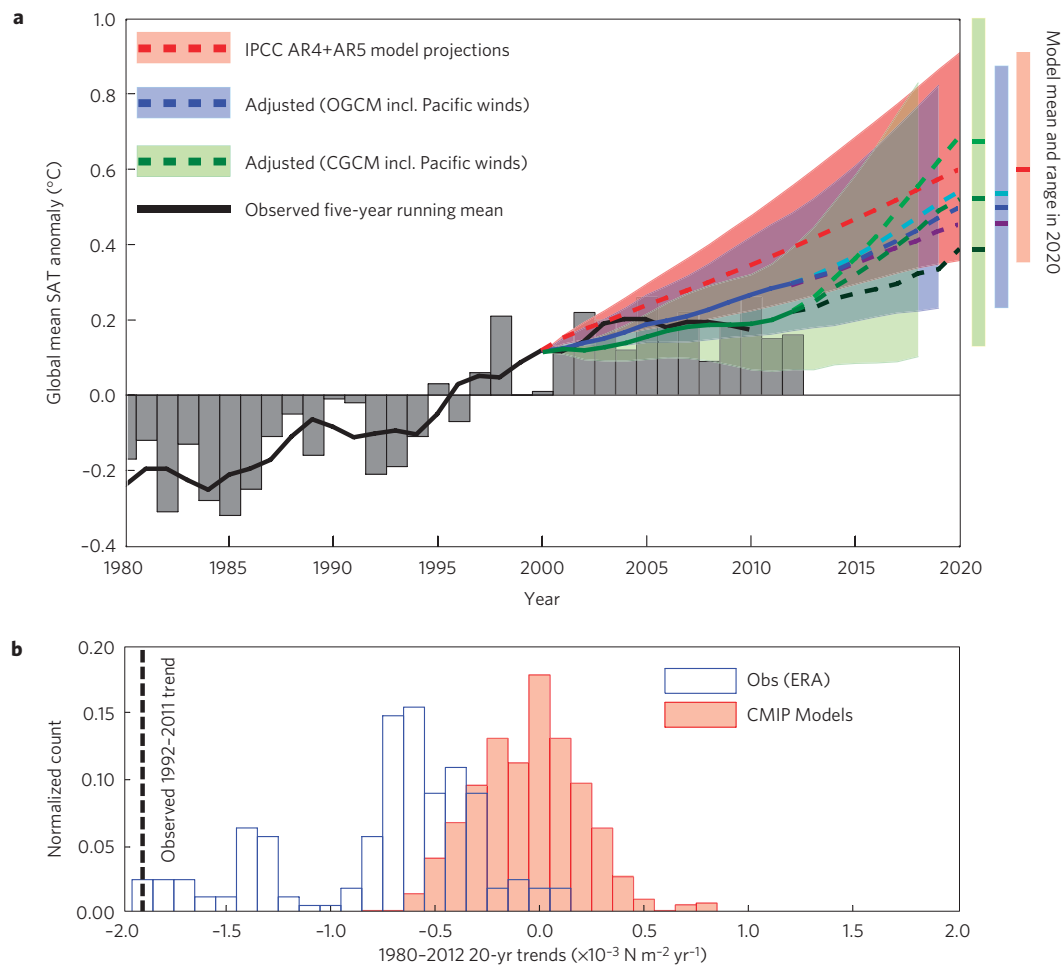 a
1.0
0.8
0.6
0.4
0.2
0.0
–0.2
–0.4
Global mean SAT anomaly (°C)
IPCC AR4+AR5 model projections
Adjusted (OGCM incl. Pacific winds)
Adjusted (CGCM incl. Pacific winds)
Observed five-year running mean
Model mean and range in 2020
1980 1985 1990 1995 2000 2005 2010 2015 2020
Year
b
0.20
0.15
0.10
0.05
0.00
Normalized count
Observed 1992–2011 trend
Obs (ERA)
CMIP Models
–2.0 –1.5 –1.0 –0.5 0.0 0.5 1.0 1.5 2.0
1980–2012 20-yr trends (×10⁻³ N m⁻² yr⁻¹)